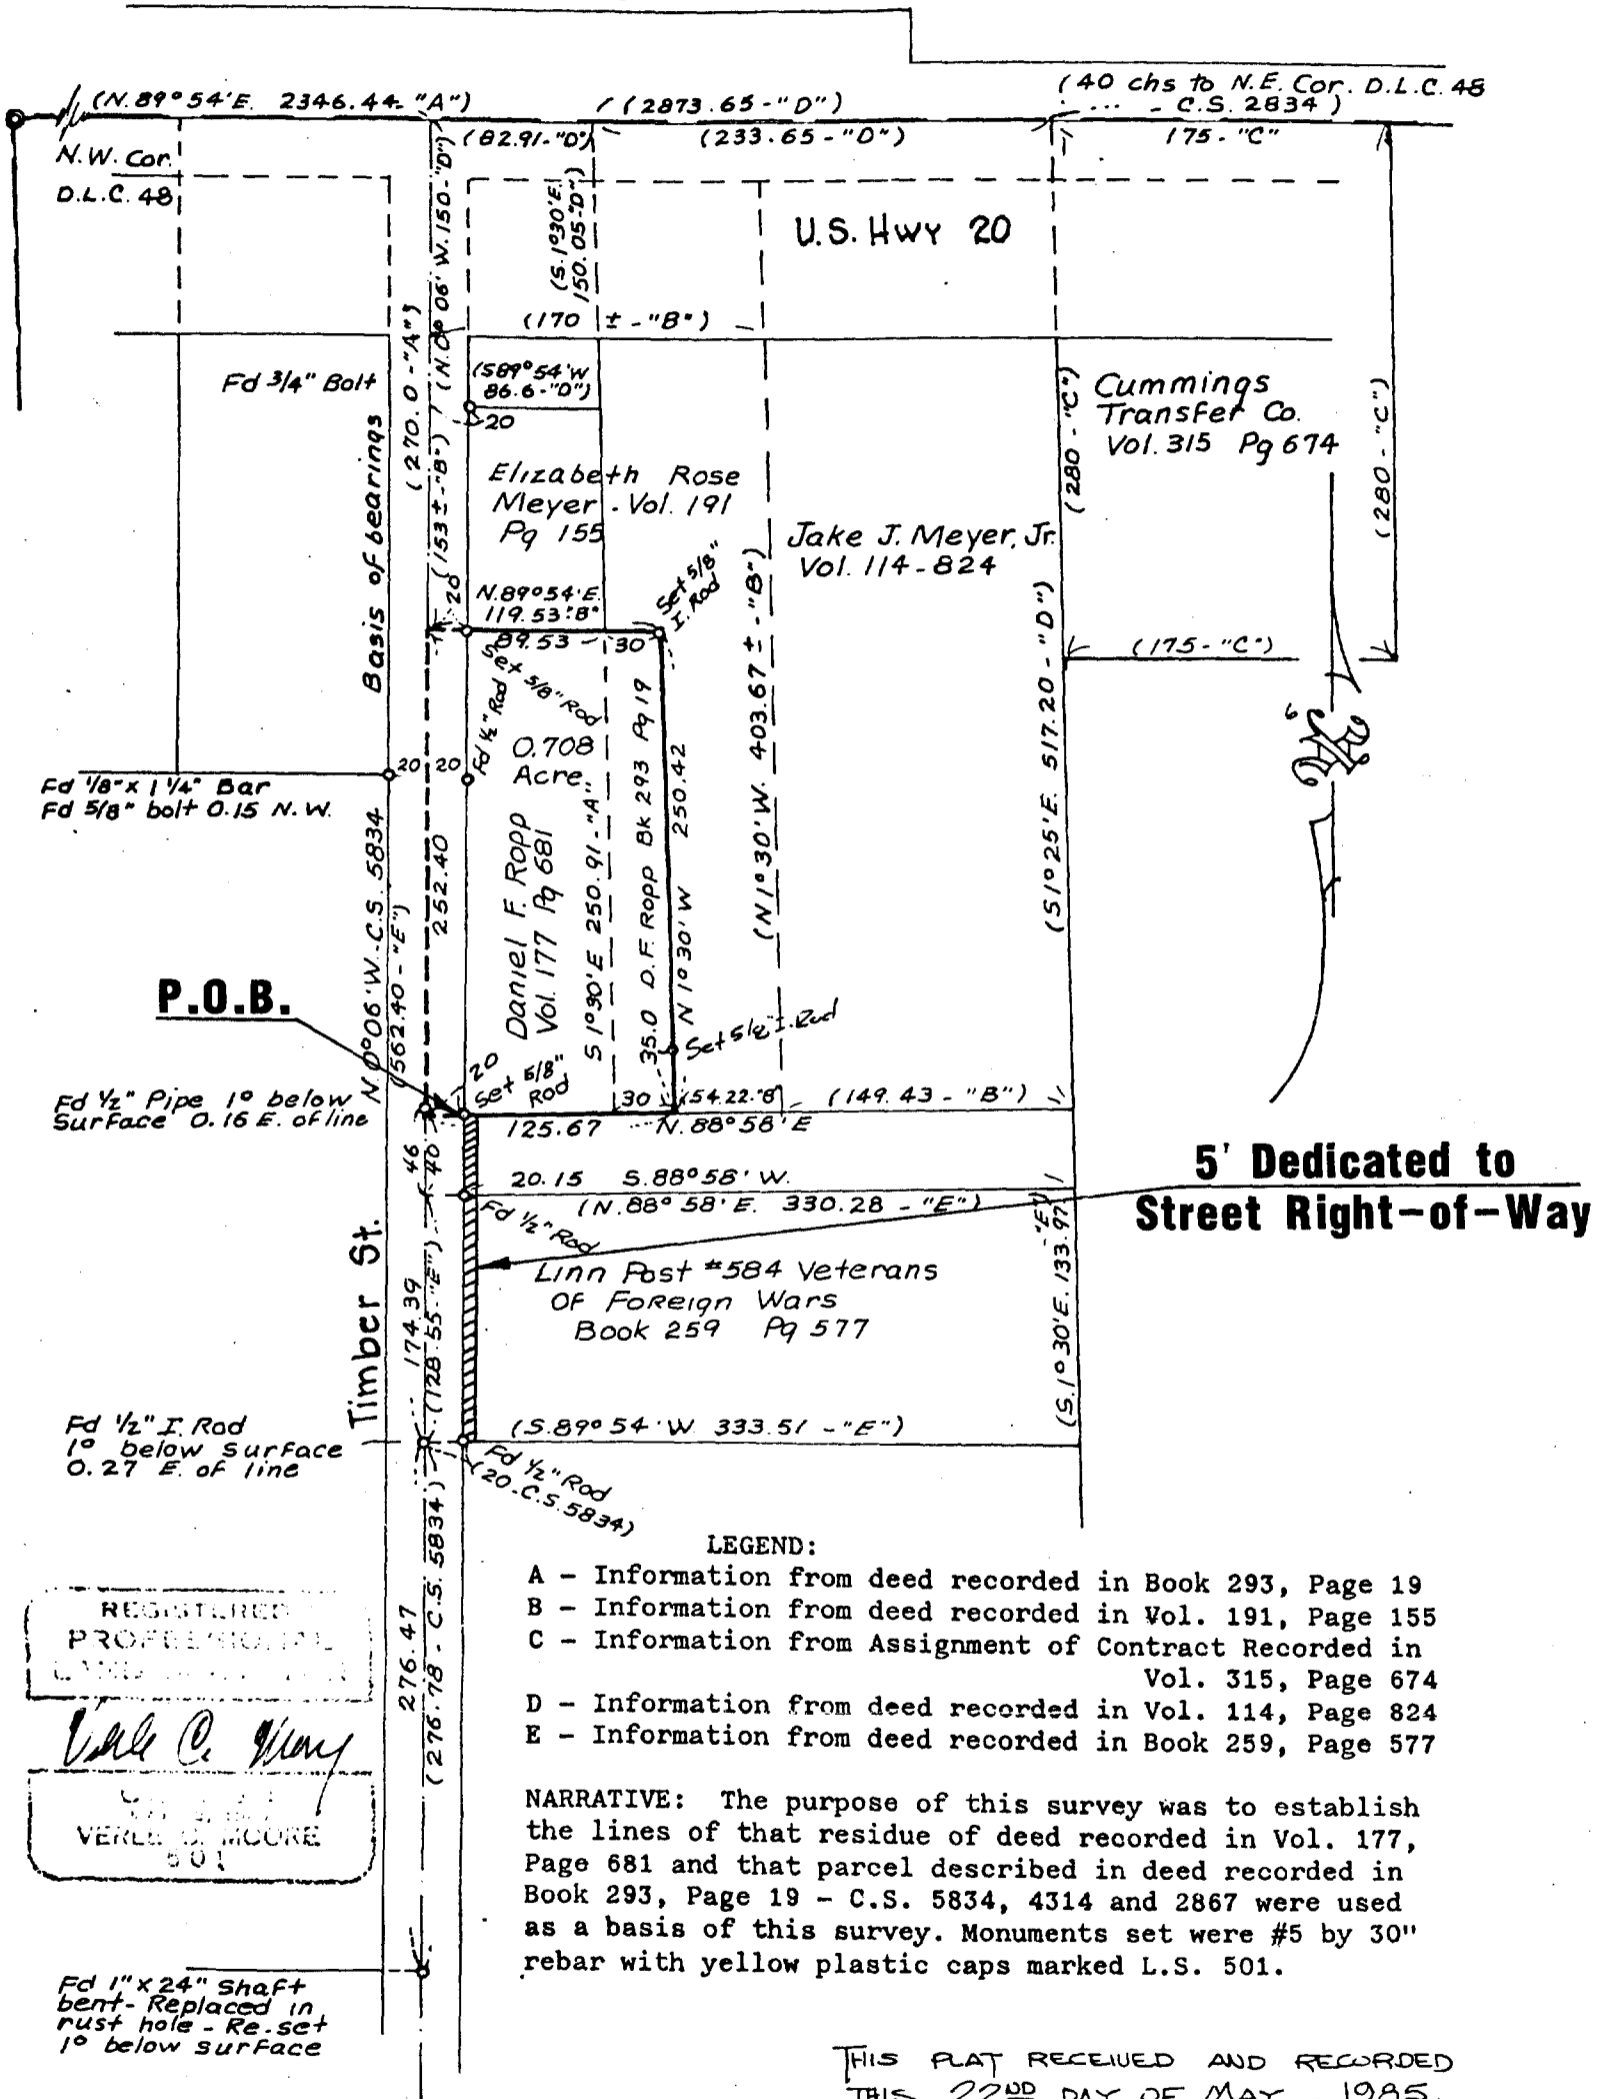 (N.89°54'E. 2346.44-"A")
(2873.65-"D")
(40 chs to N.E. Cor. D.L.C. 48
... - C.S. 2834)
(82.91-"D")
(233.65-"D")
175-"C"
N.W. Cor.
D.L.C. 48
(N.0°06'W. 150-"D")
(S.1°30'E.
150.05-"D")
U.S. HWY 20
(170 ± -"B")
(270.0-"A")
Fd 3/4" Bolt
(S89°54'W
86.6-"D")
20
(280-"C")
Cummings
Transfer Co.
Vol. 315 Pg 674
(280-"C")
Basis of bearings
(153±-"B")
Elizabeth Rose
Meyer - Vol. 191
Pg 155
Jake J. Meyer, Jr.
Vol. 114-824
Set 5/8"
I. Rod
20
N.89°54'E.
119.53-"B"
89.53
30
(175-"C")
Set 5/8" Rod
Fd 1/2" Rod
0.708
Acre
20 20
Fd 1/8" x 1 1/4" Bar
Fd 5/8" bolt 0.15 N.W.
252.40
Daniel F. Ropp
Vol. 177 Pg 681
S 1°30'E 250.91-"A"
35.0 D.F. Ropp Bk 293 Pg 19
N 1°30'W 250.42
(N 1°30'W. 403.67 ± -"B")
(S 1°25'E. 517.20-"D")
N.0°06'W.-C.S. 5834
(562.40-"E")
P.O.B.
Set 5/8" I. Rod
20
Set 5/8"
Rod
Fd 1/2" Pipe 1° below
Surface 0.16 E. of line
30
(54.22-"B")
(149.43 - "B")
125.67
N. 88°58' E
5' Dedicated to
Street Right-of-Way
46
40
20.15 S.88°58' W.
(N.88°58'E. 330.28 - "E")
Fd 1/2" Rod
Linn Post #584 Veterans
OF Foreign Wars
Book 259 Pg 577
(S.1°30'E. 133.97-"E")
Timber St.
174.39
(128.55-"E")
Fd 1/2" I. Rod
1° below surface
0.27 E. of line
(S.89°54'W 333.51 -"E")
Fd 1/2" Rod
(20-C.S. 5834)
276.47
(276.78 - C.S. 5834)
LEGEND:
A - Information from deed recorded in Book 293, Page 19
B - Information from deed recorded in Vol. 191, Page 155
C - Information from Assignment of Contract Recorded in
Vol. 315, Page 674
D - Information from deed recorded in Vol. 114, Page 824
E - Information from deed recorded in Book 259, Page 577
REGISTERED
PROFESSIONAL
LAND
Verle C. Moore
VERLE C. MOORE
501
NARRATIVE: The purpose of this survey was to establish
the lines of that residue of deed recorded in Vol. 177,
Page 681 and that parcel described in deed recorded in
Book 293, Page 19 - C.S. 5834, 4314 and 2867 were used
as a basis of this survey. Monuments set were #5 by 30"
rebar with yellow plastic caps marked L.S. 501.
Fd 1" x 24" Shaft
bent - Replaced in
rust hole - Re-set
1° below surface
THIS PLAT RECEIVED AND RECORDED
THIS 22ND DAY OF MAY 1985.